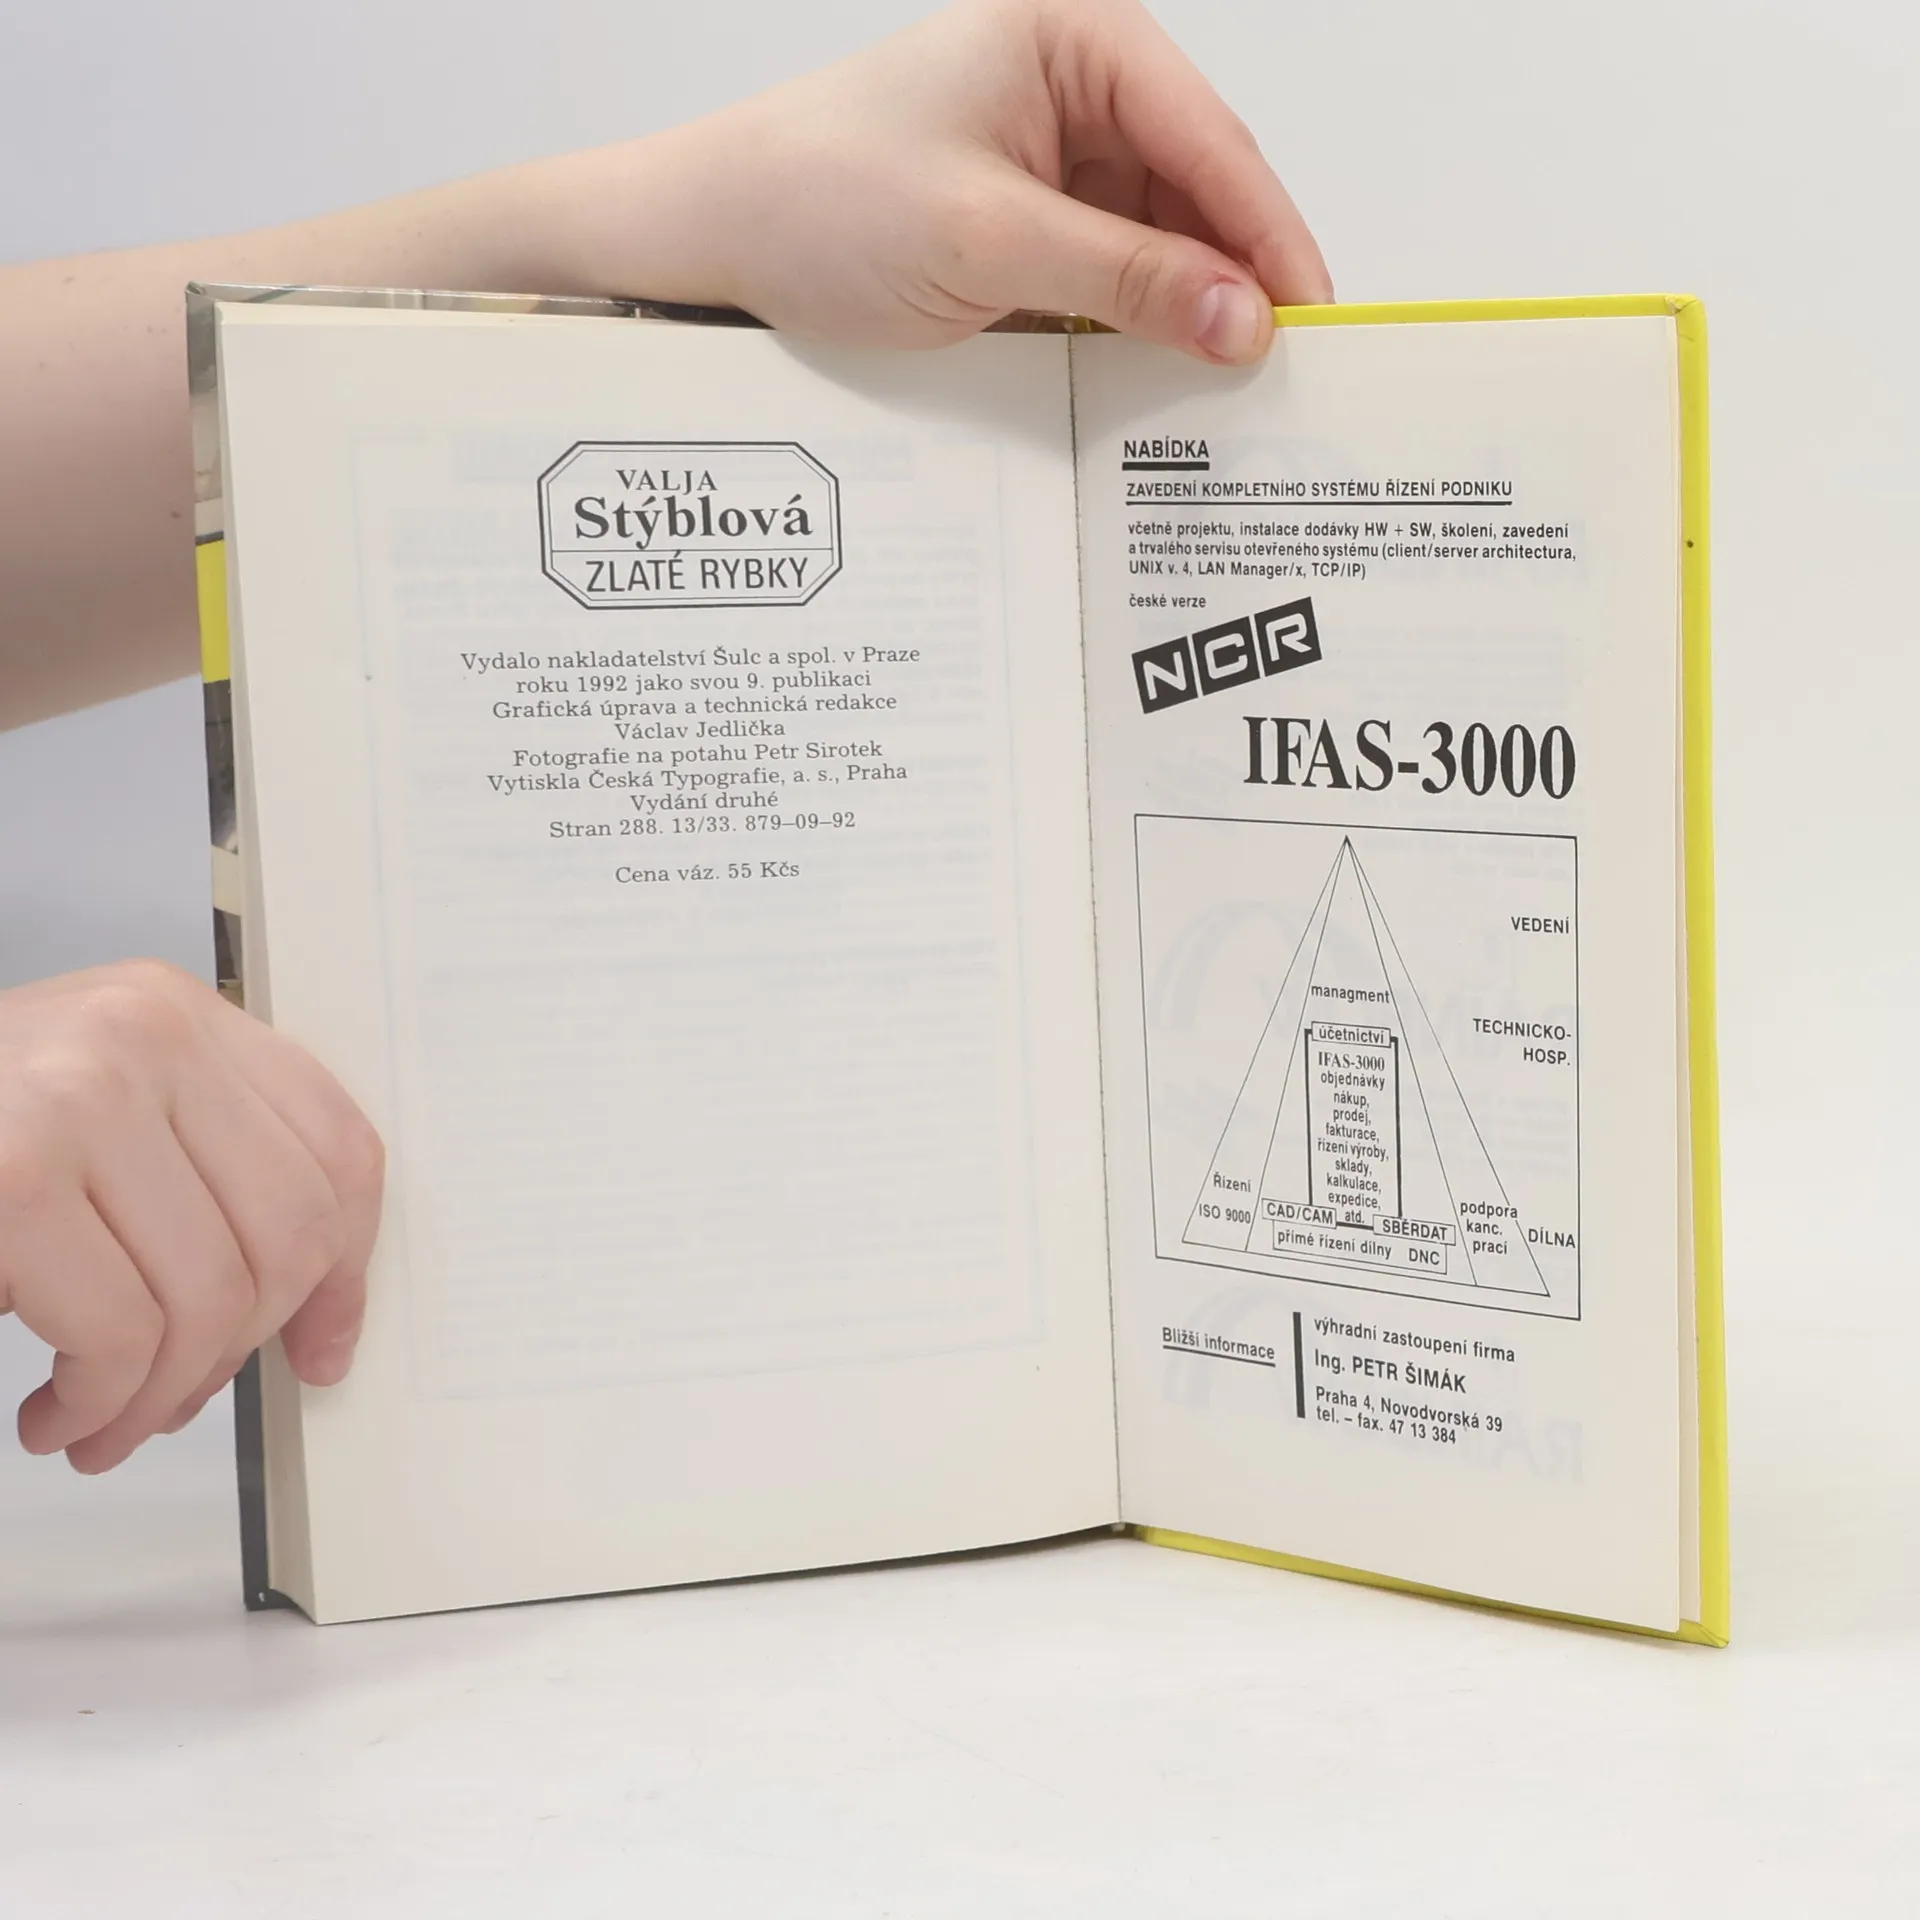 VALJA
Stýblová
ZLATÉ RYBKY
Vydalo nakladatelství Šulc a spol. v Praze
roku 1992 jako svou 9. publikaci
Grafická úprava a technická redakce
Václav Jedlička
Fotografie na potahu Petr Sirotek
Vytiskla Česká Typografie, a. s., Praha
Vydání druhé
Stran 288. 13/33. 879–09–92
Cena váz. 55 Kčs
NABÍDKA
ZAVEDENÍ KOMPLETNÍHO SYSTÉMU ŘÍZENÍ PODNIKU
včetně projektu, instalace dodávky HW + SW, školení, zavedení
a trvalého servisu otevřeného systému (client/server architectura,
UNIX v. 4, LAN Manager/x, TCP/IP)
české verze
NCR
IFAS-3000
VEDENÍ
managment
TECHNICKO-
HOSP.
účetnictví
IFAS-3000
objednávky
nákup,
prodej,
fakturace,
řízení výroby,
sklady,
kalkulace,
expedice,
atd.
Řízení
ISO 9000
CAD/CAM
SBĚRDAT
přímé řízení dílny DNC
podpora
kanc.
prací
DÍLNA
Bližší informace
výhradní zastoupení firma
Ing. PETR ŠIMÁK
Praha 4, Novodvorská 39
tel. – fax. 47 13 384